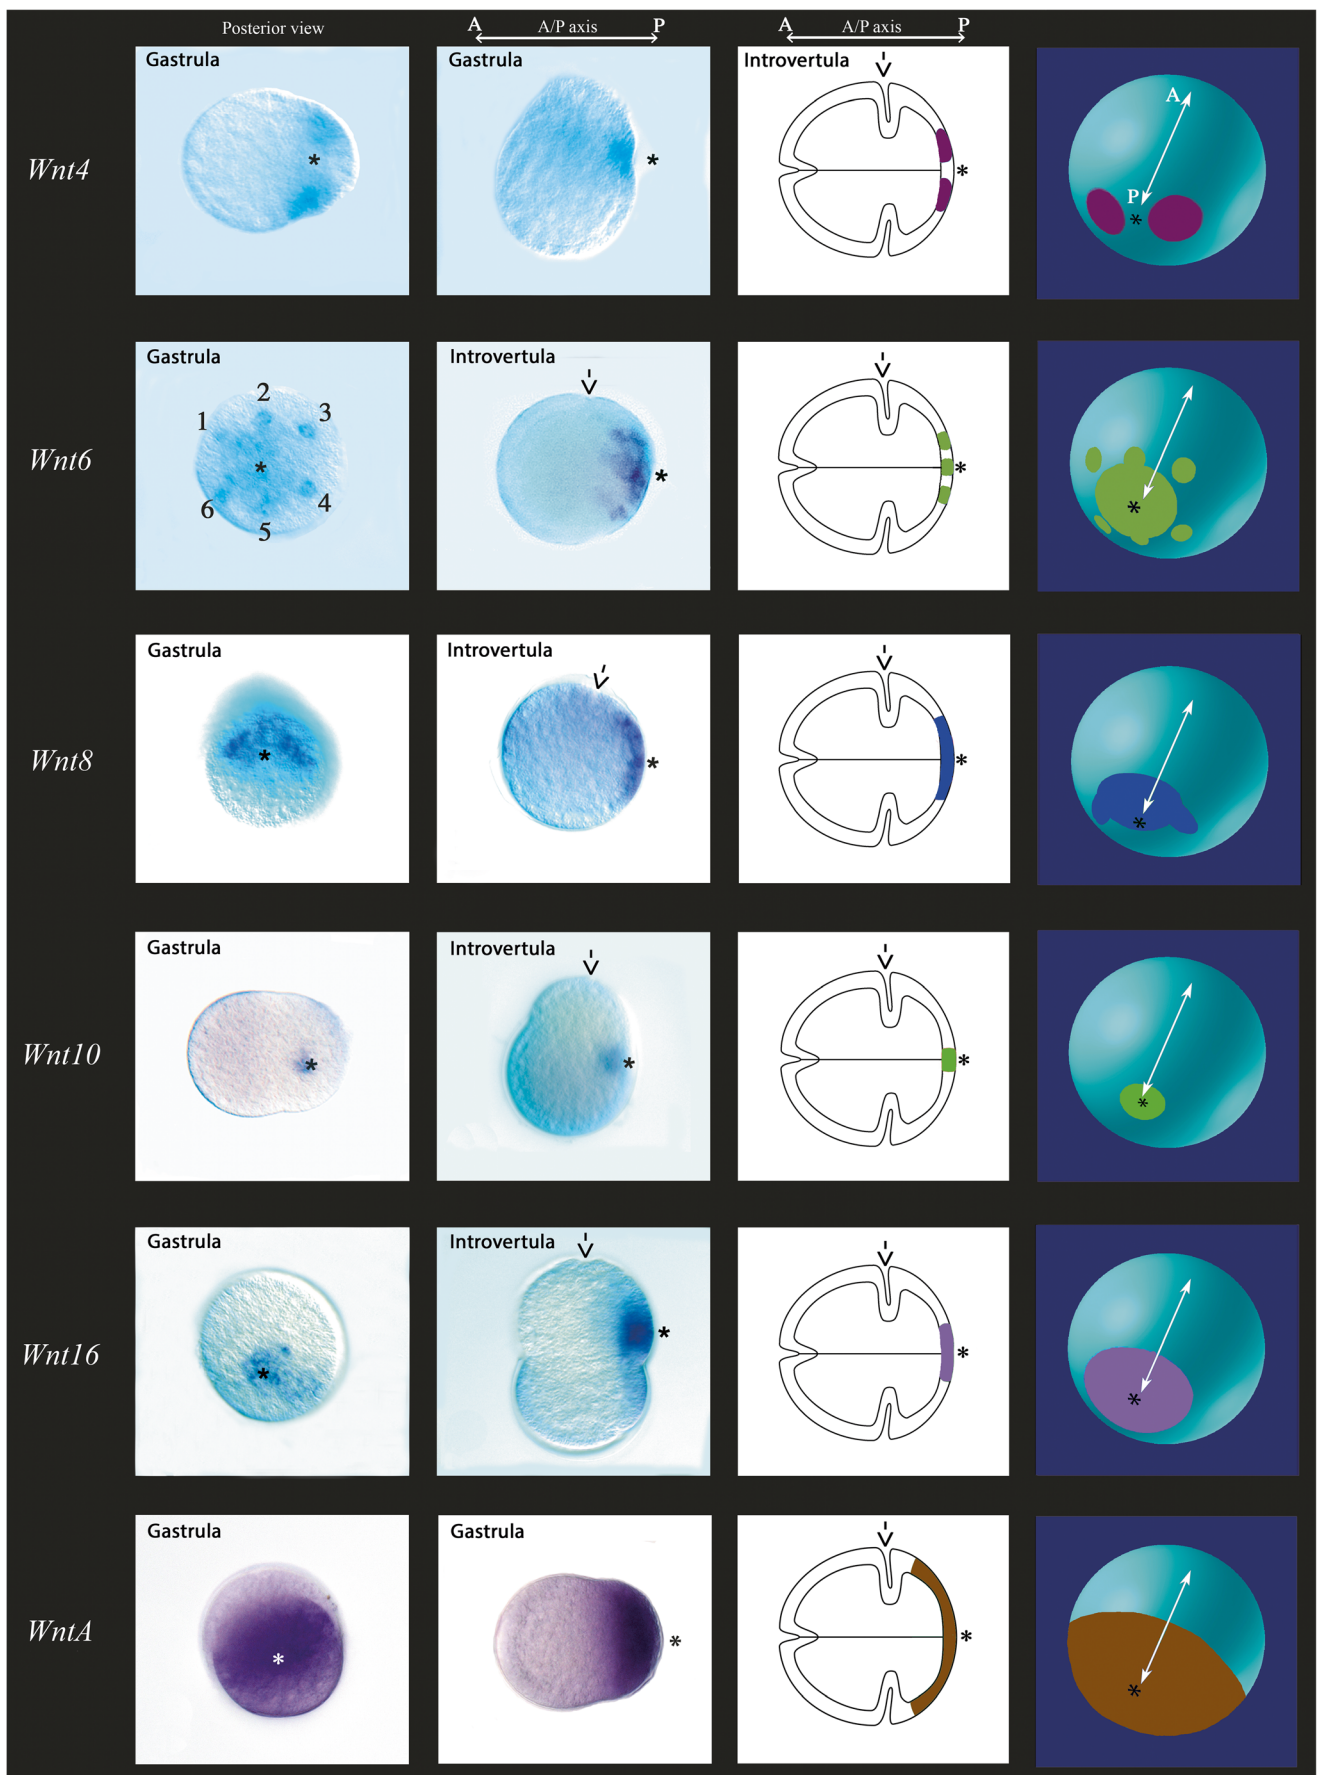 Posterior view
A A/P axis P
A A/P axis P
Wnt4
Gastrula
*
Gastrula
*
Introvertula
*
A
P
*
Wnt6
Gastrula
1
2
3
4
5
6
*
Introvertula
*
*
*
Wnt8
Gastrula
*
Introvertula
*
*
*
Wnt10
Gastrula
*
Introvertula
*
*
*
Wnt16
Gastrula
*
Introvertula
*
*
*
WntA
Gastrula
*
Gastrula
*
*
*